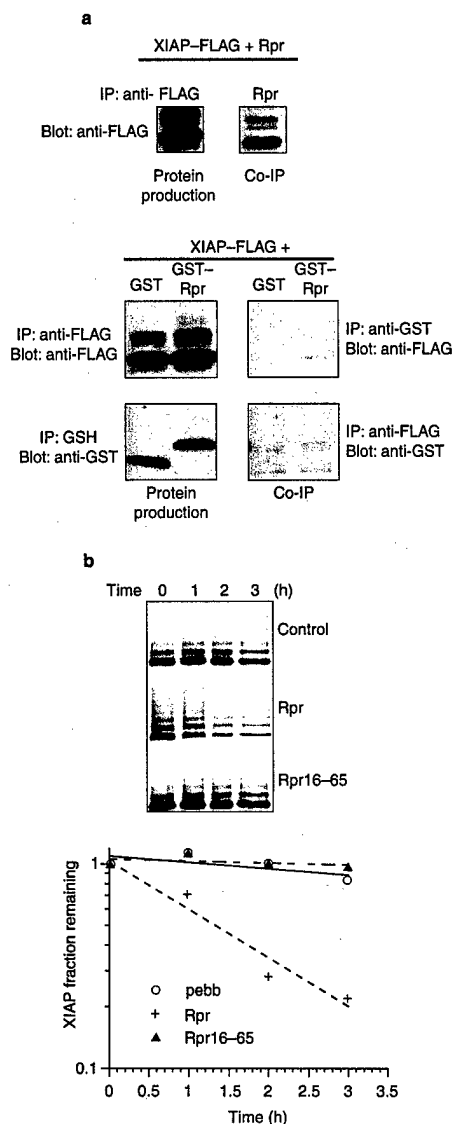 a
XIAP–FLAG + Rpr
IP: anti- FLAG Rpr
Blot: anti-FLAG
Protein production Co-IP
XIAP–FLAG +
GST GST–Rpr GST GST–Rpr
IP: anti-FLAG
Blot: anti-FLAG
IP: anti-GST
Blot: anti-FLAG
IP: GSH
Blot: anti-GST
IP: anti-FLAG
Blot: anti-GST
Protein production Co-IP
b
Time 0 1 2 3 (h)
Control
Rpr
Rpr16–65
XIAP fraction remaining
1
0.1
pebb
Rpr
Rpr16–65
0 0.5 1 1.5 2 2.5 3 3.5
Time (h)